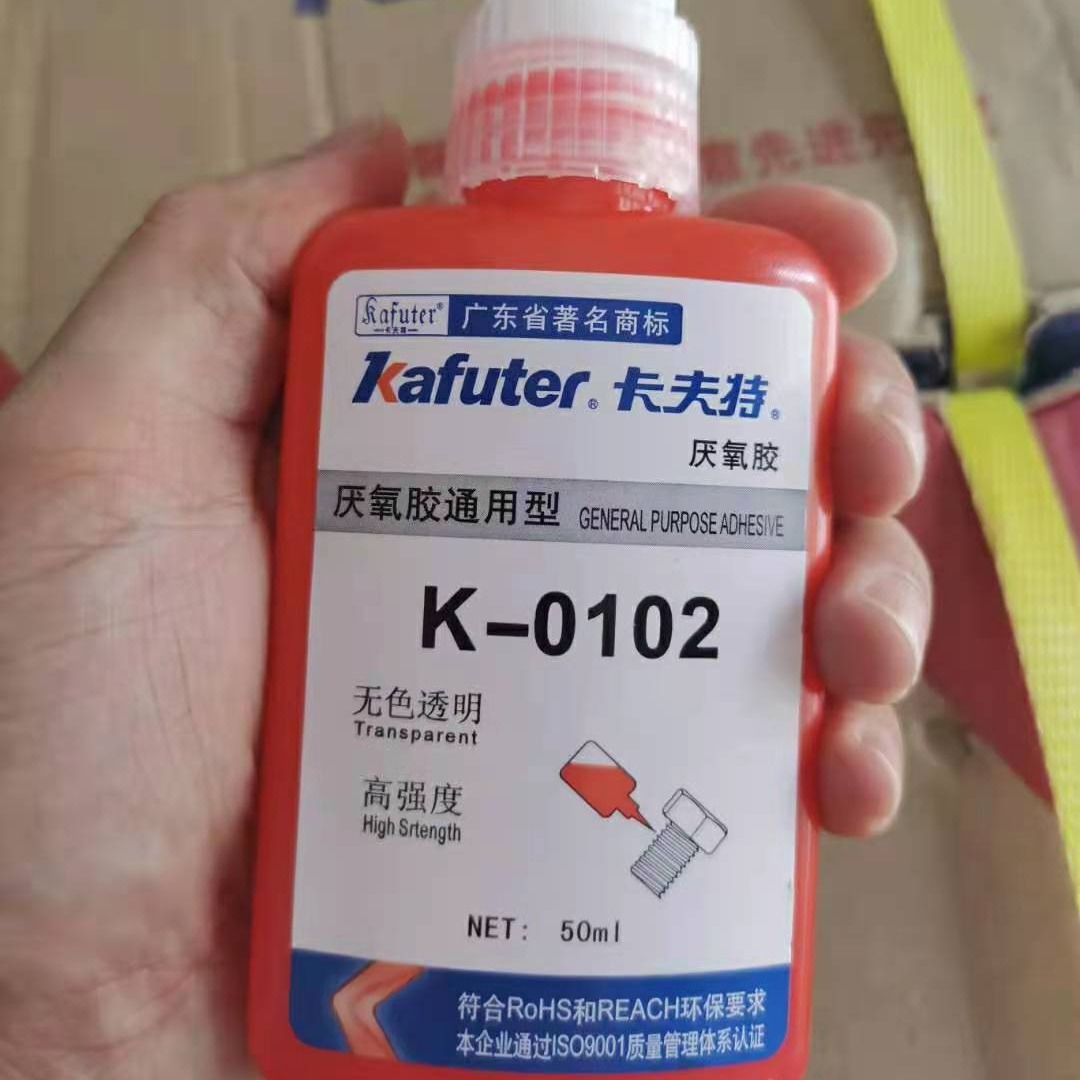 Kafuter® 广东省著名商标
卡夫特
Kafuter® 卡夫特®
厌氧胶
厌氧胶通用型 GENERAL PURPOSE ADHESIVE
K-0102
无色透明
Transparent
高强度
High Srtength
NET: 50ml
符合RoHS和REACH环保要求
本企业通过ISO9001质量管理体系认证